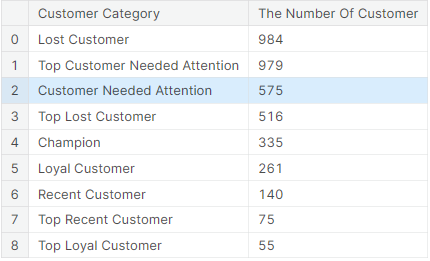 Customer Category The Number Of Customer
0 Lost Customer 984
1 Top Customer Needed Attention 979
2 Customer Needed Attention 575
3 Top Lost Customer 516
4 Champion 335
5 Loyal Customer 261
6 Recent Customer 140
7 Top Recent Customer 75
8 Top Loyal Customer 55